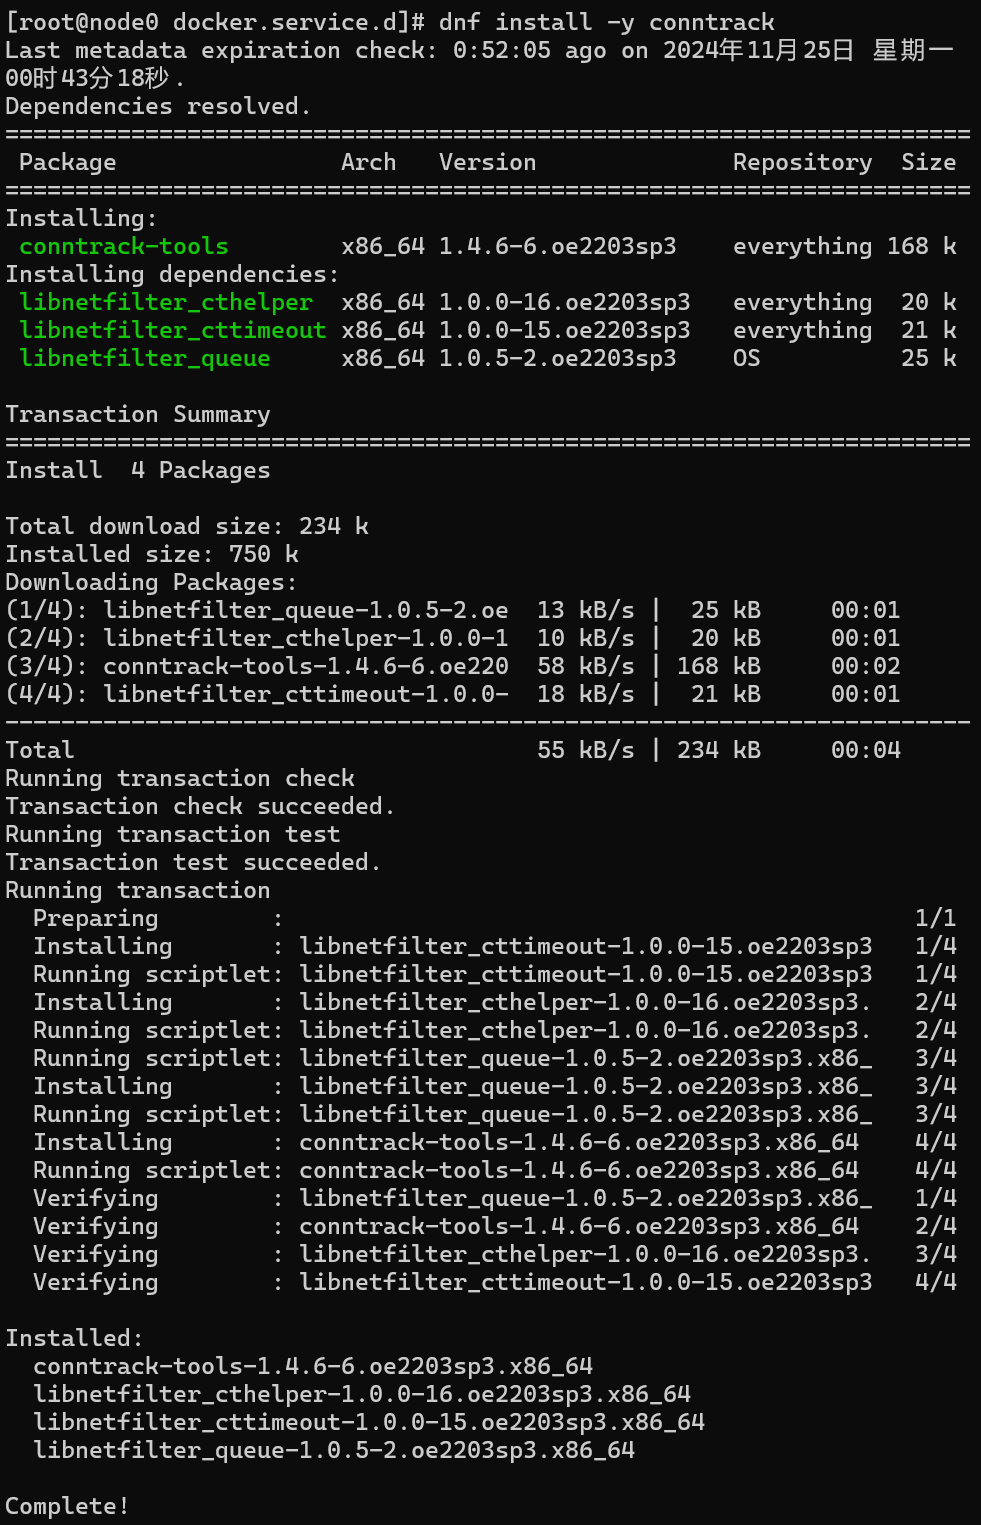 [root@node0 docker.service.d]# dnf install -y conntrack
Last metadata expiration check: 0:52:05 ago on 2024年11月25日 星期一
00时43分18秒.
Dependencies resolved.
=====================================================================
 Package                Arch   Version              Repository  Size
=====================================================================
Installing:
 conntrack-tools        x86_64 1.4.6-6.oe2203sp3    everything 168 k
Installing dependencies:
 libnetfilter_cthelper  x86_64 1.0.0-16.oe2203sp3   everything  20 k
 libnetfilter_cttimeout x86_64 1.0.0-15.oe2203sp3   everything  21 k
 libnetfilter_queue     x86_64 1.0.5-2.oe2203sp3    OS          25 k

Transaction Summary
=====================================================================
Install  4 Packages

Total download size: 234 k
Installed size: 750 k
Downloading Packages:
(1/4): libnetfilter_queue-1.0.5-2.oe  13 kB/s |  25 kB     00:01
(2/4): libnetfilter_cthelper-1.0.0-1  10 kB/s |  20 kB     00:01
(3/4): conntrack-tools-1.4.6-6.oe220  58 kB/s | 168 kB     00:02
(4/4): libnetfilter_cttimeout-1.0.0-  18 kB/s |  21 kB     00:01
---------------------------------------------------------------------
Total                                 55 kB/s | 234 kB     00:04
Running transaction check
Transaction check succeeded.
Running transaction test
Transaction test succeeded.
Running transaction
  Preparing        :                                             1/1
  Installing       : libnetfilter_cttimeout-1.0.0-15.oe2203sp3   1/4
  Running scriptlet: libnetfilter_cttimeout-1.0.0-15.oe2203sp3   1/4
  Installing       : libnetfilter_cthelper-1.0.0-16.oe2203sp3.   2/4
  Running scriptlet: libnetfilter_cthelper-1.0.0-16.oe2203sp3.   2/4
  Running scriptlet: libnetfilter_queue-1.0.5-2.oe2203sp3.x86_   3/4
  Installing       : libnetfilter_queue-1.0.5-2.oe2203sp3.x86_   3/4
  Running scriptlet: libnetfilter_queue-1.0.5-2.oe2203sp3.x86_   3/4
  Installing       : conntrack-tools-1.4.6-6.oe2203sp3.x86_64    4/4
  Running scriptlet: conntrack-tools-1.4.6-6.oe2203sp3.x86_64    4/4
  Verifying        : libnetfilter_queue-1.0.5-2.oe2203sp3.x86_   1/4
  Verifying        : conntrack-tools-1.4.6-6.oe2203sp3.x86_64    2/4
  Verifying        : libnetfilter_cthelper-1.0.0-16.oe2203sp3.   3/4
  Verifying        : libnetfilter_cttimeout-1.0.0-15.oe2203sp3   4/4

Installed:
  conntrack-tools-1.4.6-6.oe2203sp3.x86_64
  libnetfilter_cthelper-1.0.0-16.oe2203sp3.x86_64
  libnetfilter_cttimeout-1.0.0-15.oe2203sp3.x86_64
  libnetfilter_queue-1.0.5-2.oe2203sp3.x86_64

Complete!